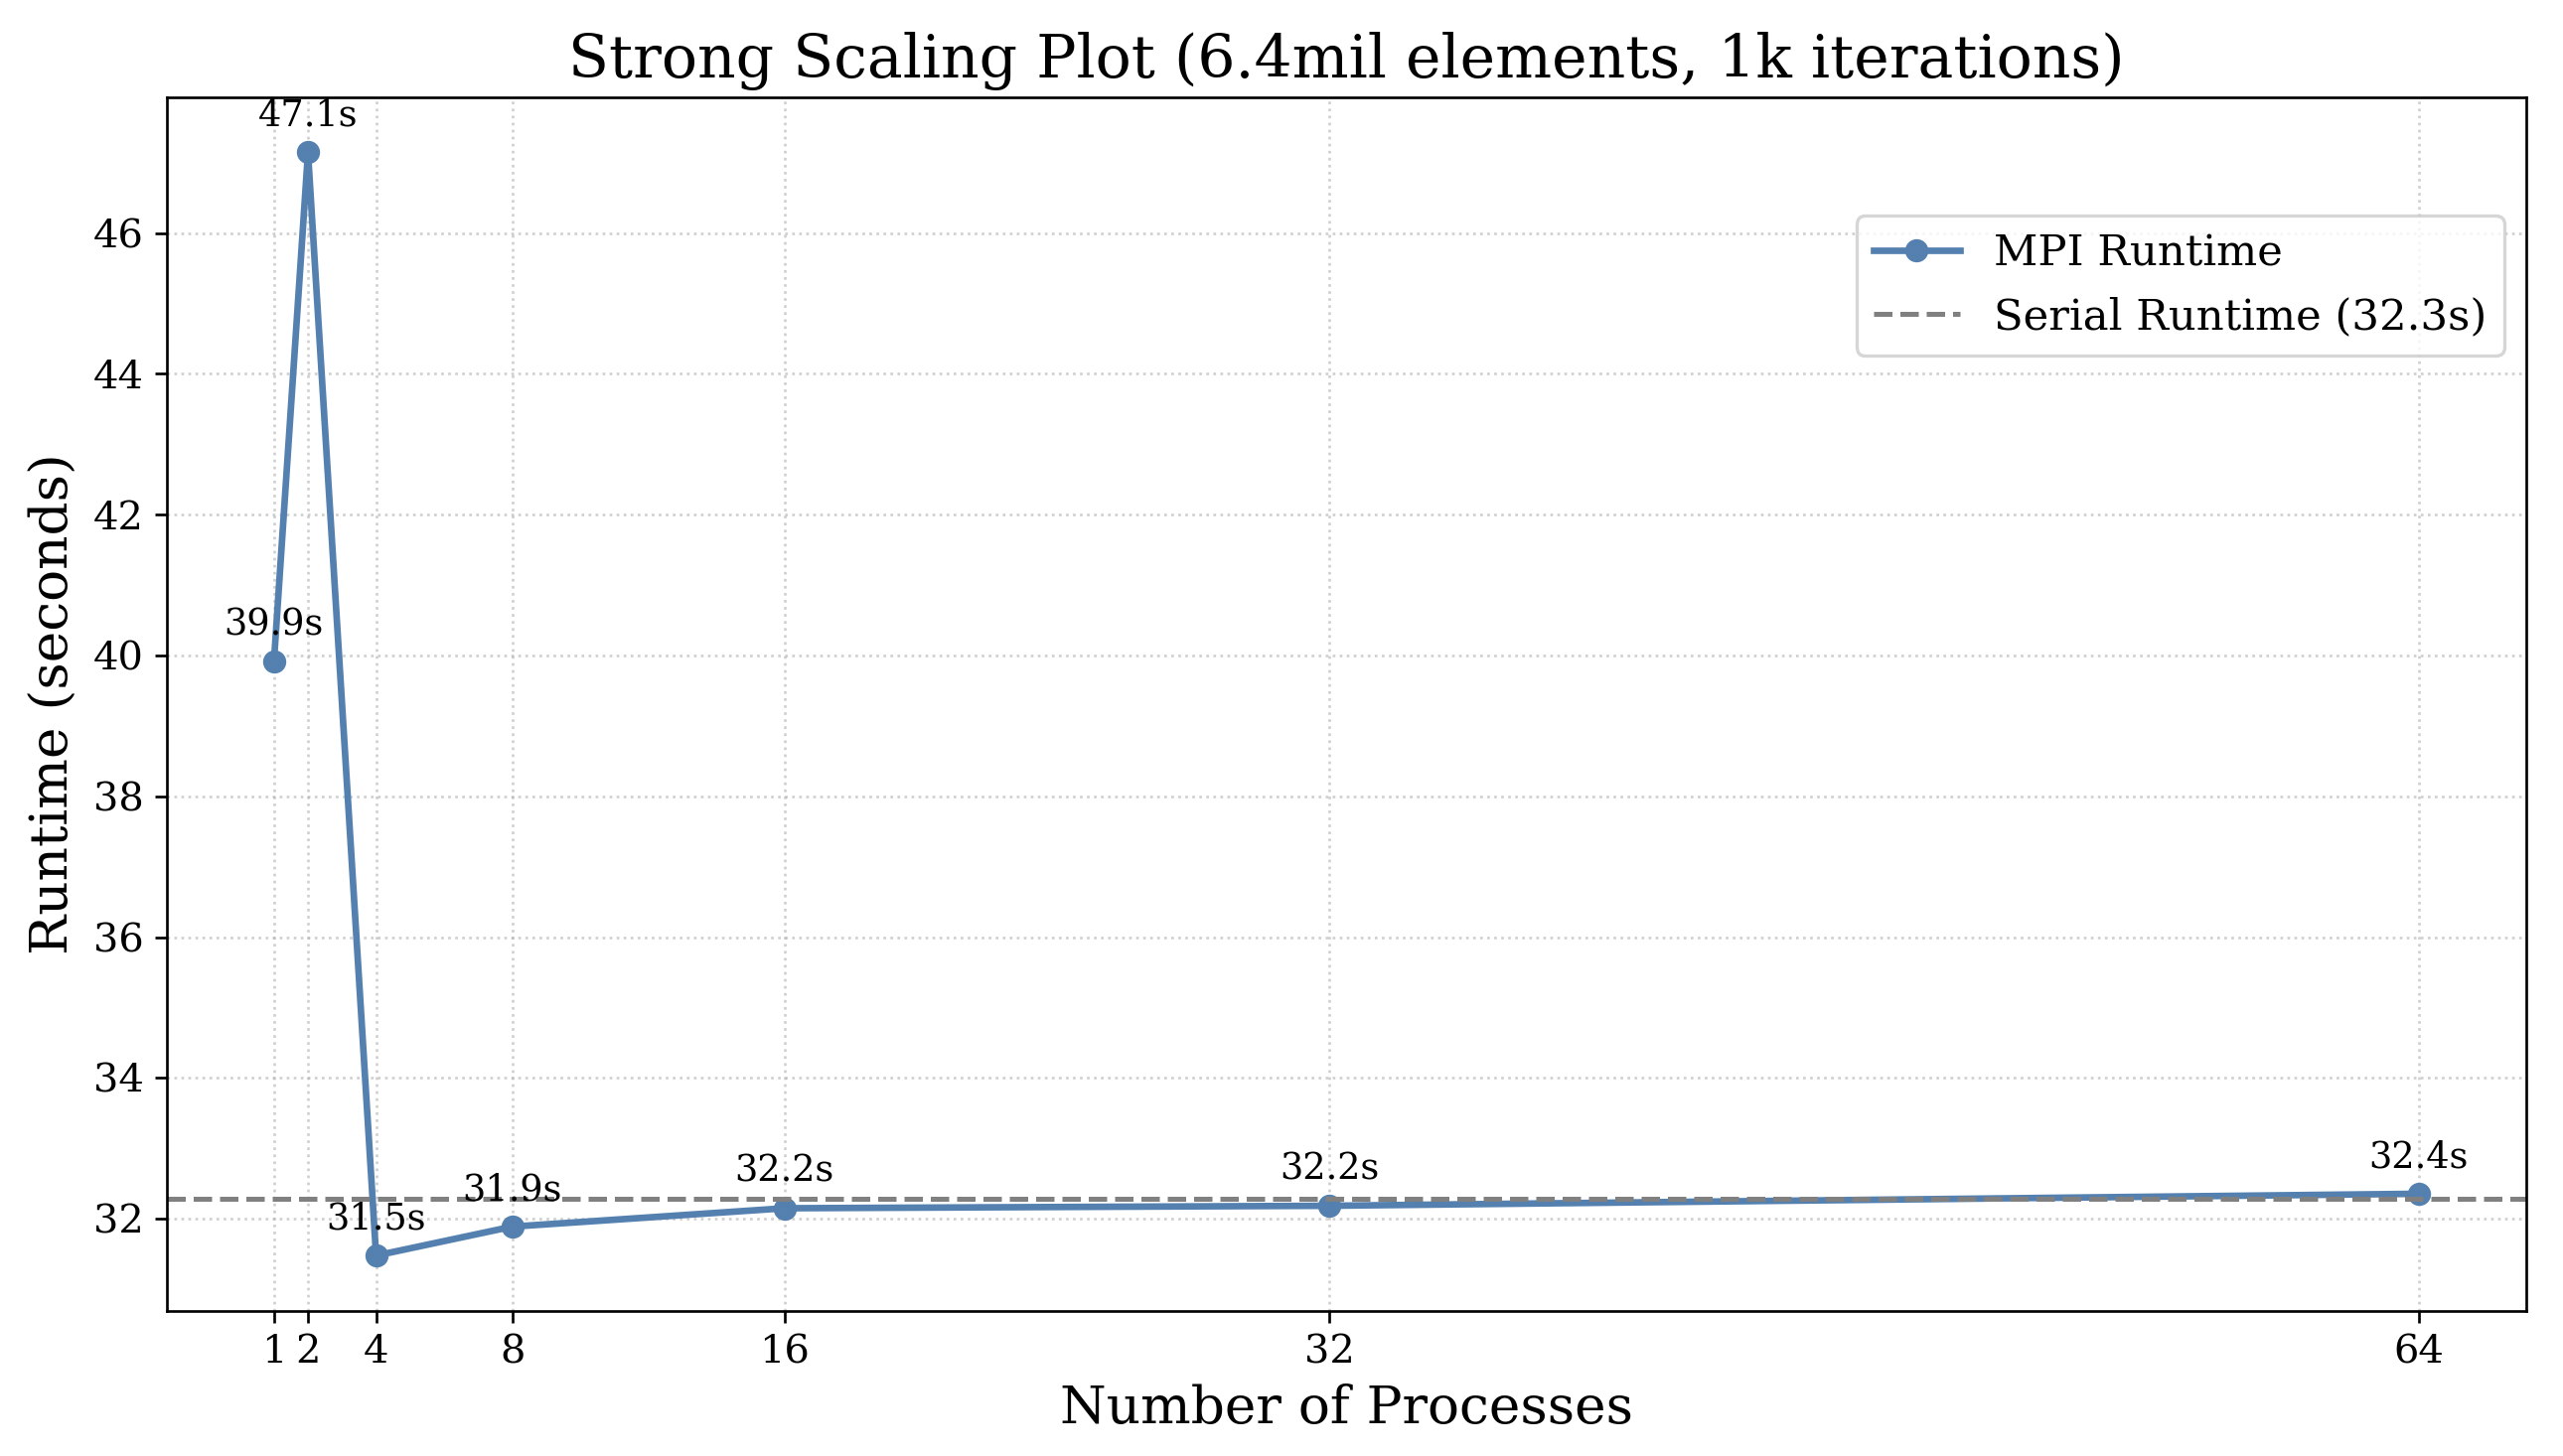 Strong Scaling Plot (6.4mil elements, 1k iterations)
47.1s
46
MPI Runtime
Serial Runtime (32.3s)
44
42
39.9s
40
38
36
34
32.2s
32.2s
32.4s
31.9s
31.5s
32
Runtime (seconds)
1 2 4 8 16 32 64
Number of Processes